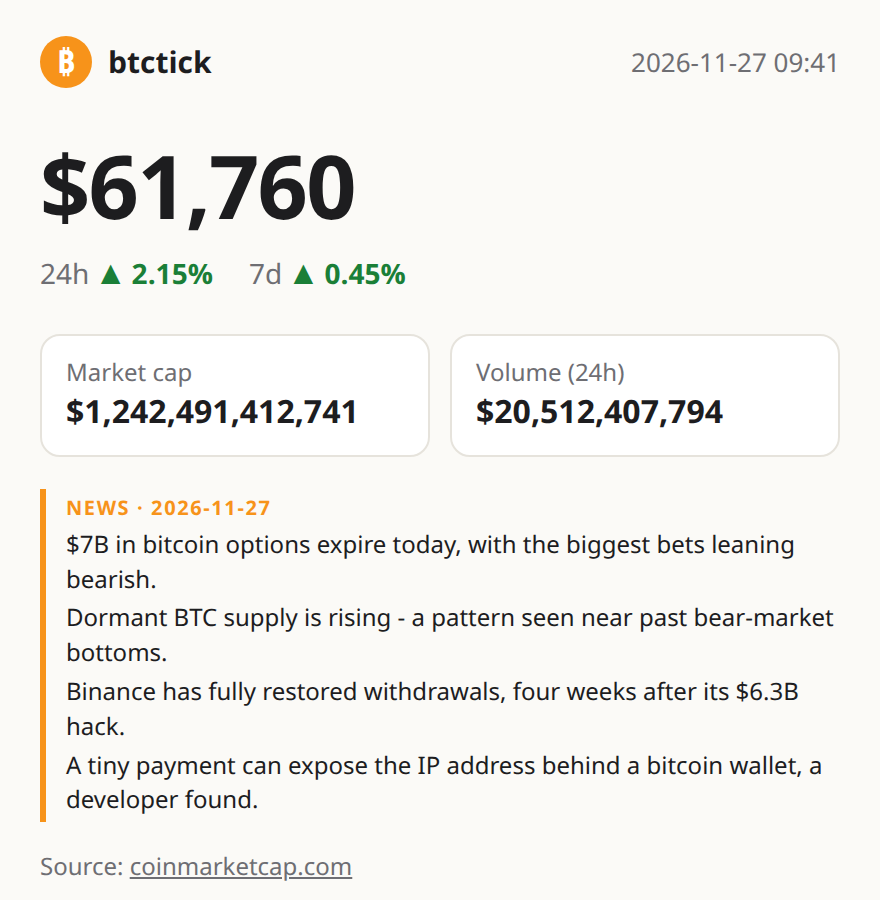 ₿ btctick 2026-11-27 09:41
$61,760
24h ▲ 2.15% 7d ▲ 0.45%
Market cap
$1,242,491,412,741
Volume (24h)
$20,512,407,794
NEWS · 2026-11-27
$7B in bitcoin options expire today, with the biggest bets leaning
bearish.
Dormant BTC supply is rising - a pattern seen near past bear-market
bottoms.
Binance has fully restored withdrawals, four weeks after its $6.3B
hack.
A tiny payment can expose the IP address behind a bitcoin wallet, a
developer found.
Source: coinmarketcap.com